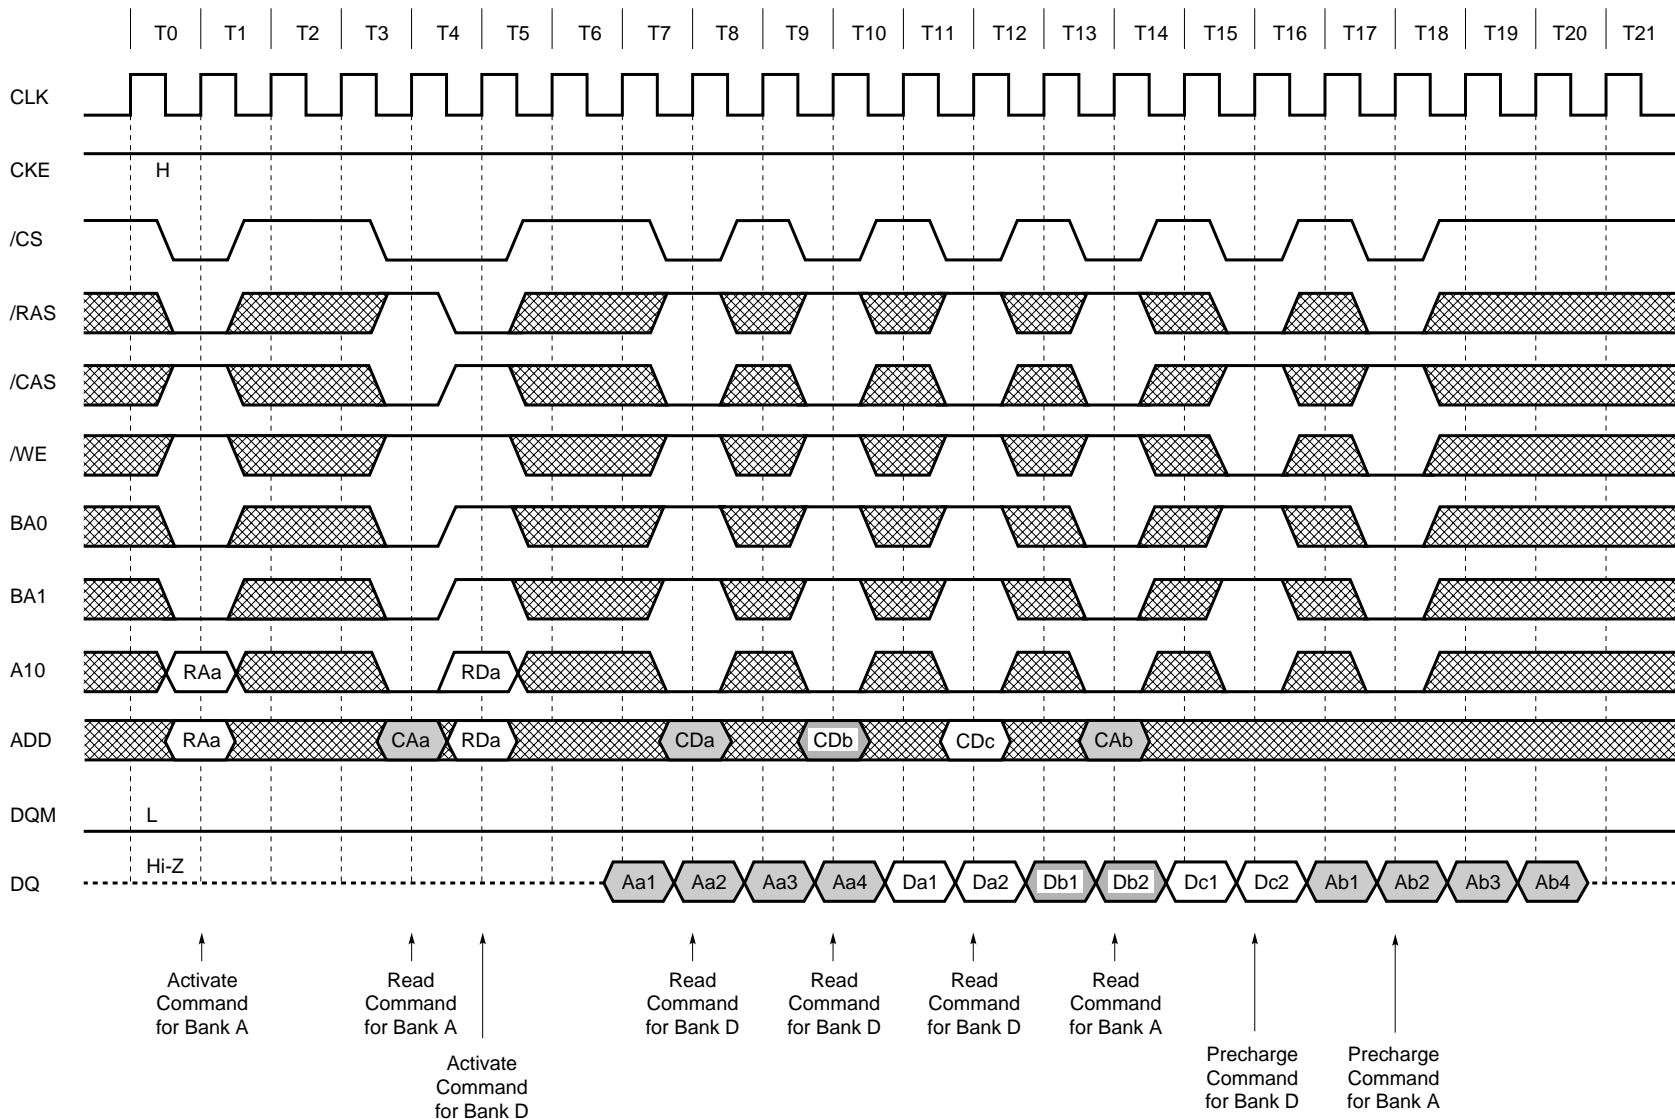 T0 T1 T2 T3 T4 T5 T6 T7 T8 T9 T10 T11 T12 T13 T14 T15 T16 T17 T18 T19 T20 T21
CLK
CKE H
/CS
/RAS
/CAS
/WE
BA0
BA1
A10 RAa RDa
ADD RAa CAa RDa CDa CDb CDc CAb
DQM L
Hi-Z
DQ Aa1 Aa2 Aa3 Aa4 Da1 Da2 Db1 Db2 Dc1 Dc2 Ab1 Ab2 Ab3 Ab4
Activate
Command
for Bank A
Read
Command
for Bank A
Activate
Command
for Bank D
Read
Command
for Bank D
Read
Command
for Bank D
Read
Command
for Bank D
Read
Command
for Bank A
Precharge
Command
for Bank D
Precharge
Command
for Bank A